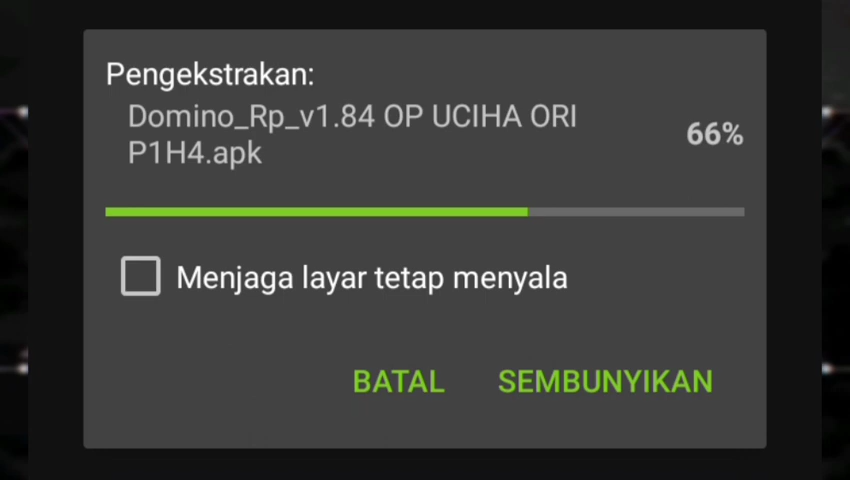 Pengekstrakan:
Domino_Rp_v1.84 OP UCIHA ORI
P1H4.apk
66%
Menjaga layar tetap menyala
BATAL SEMBUNYIKAN